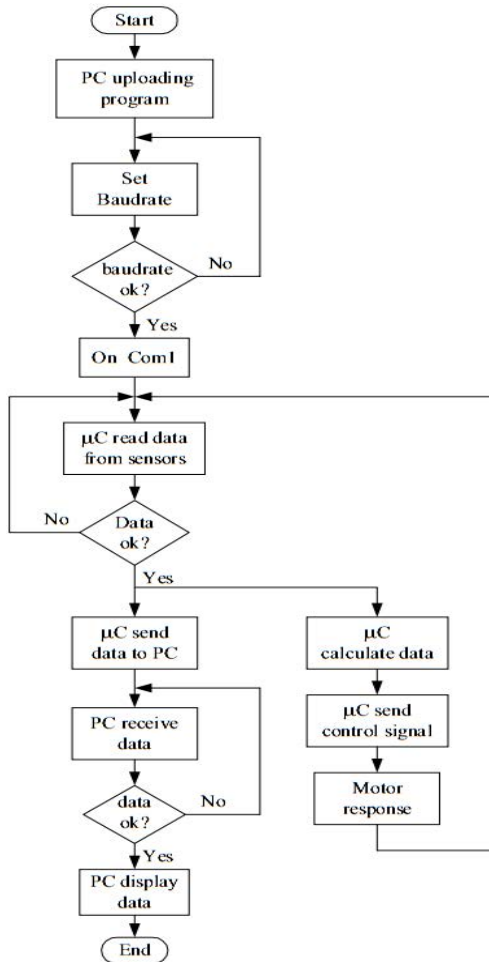 Start
PC uploading
program
Set
Baudrate
baudrate
ok?
No
Yes
On Com1
μC read data
from sensors
No
Data
ok?
Yes
μC send
data to PC
μC
calculate data
PC receive
data
μC send
control signal
data
ok?
No
Motor
response
Yes
PC display
data
End